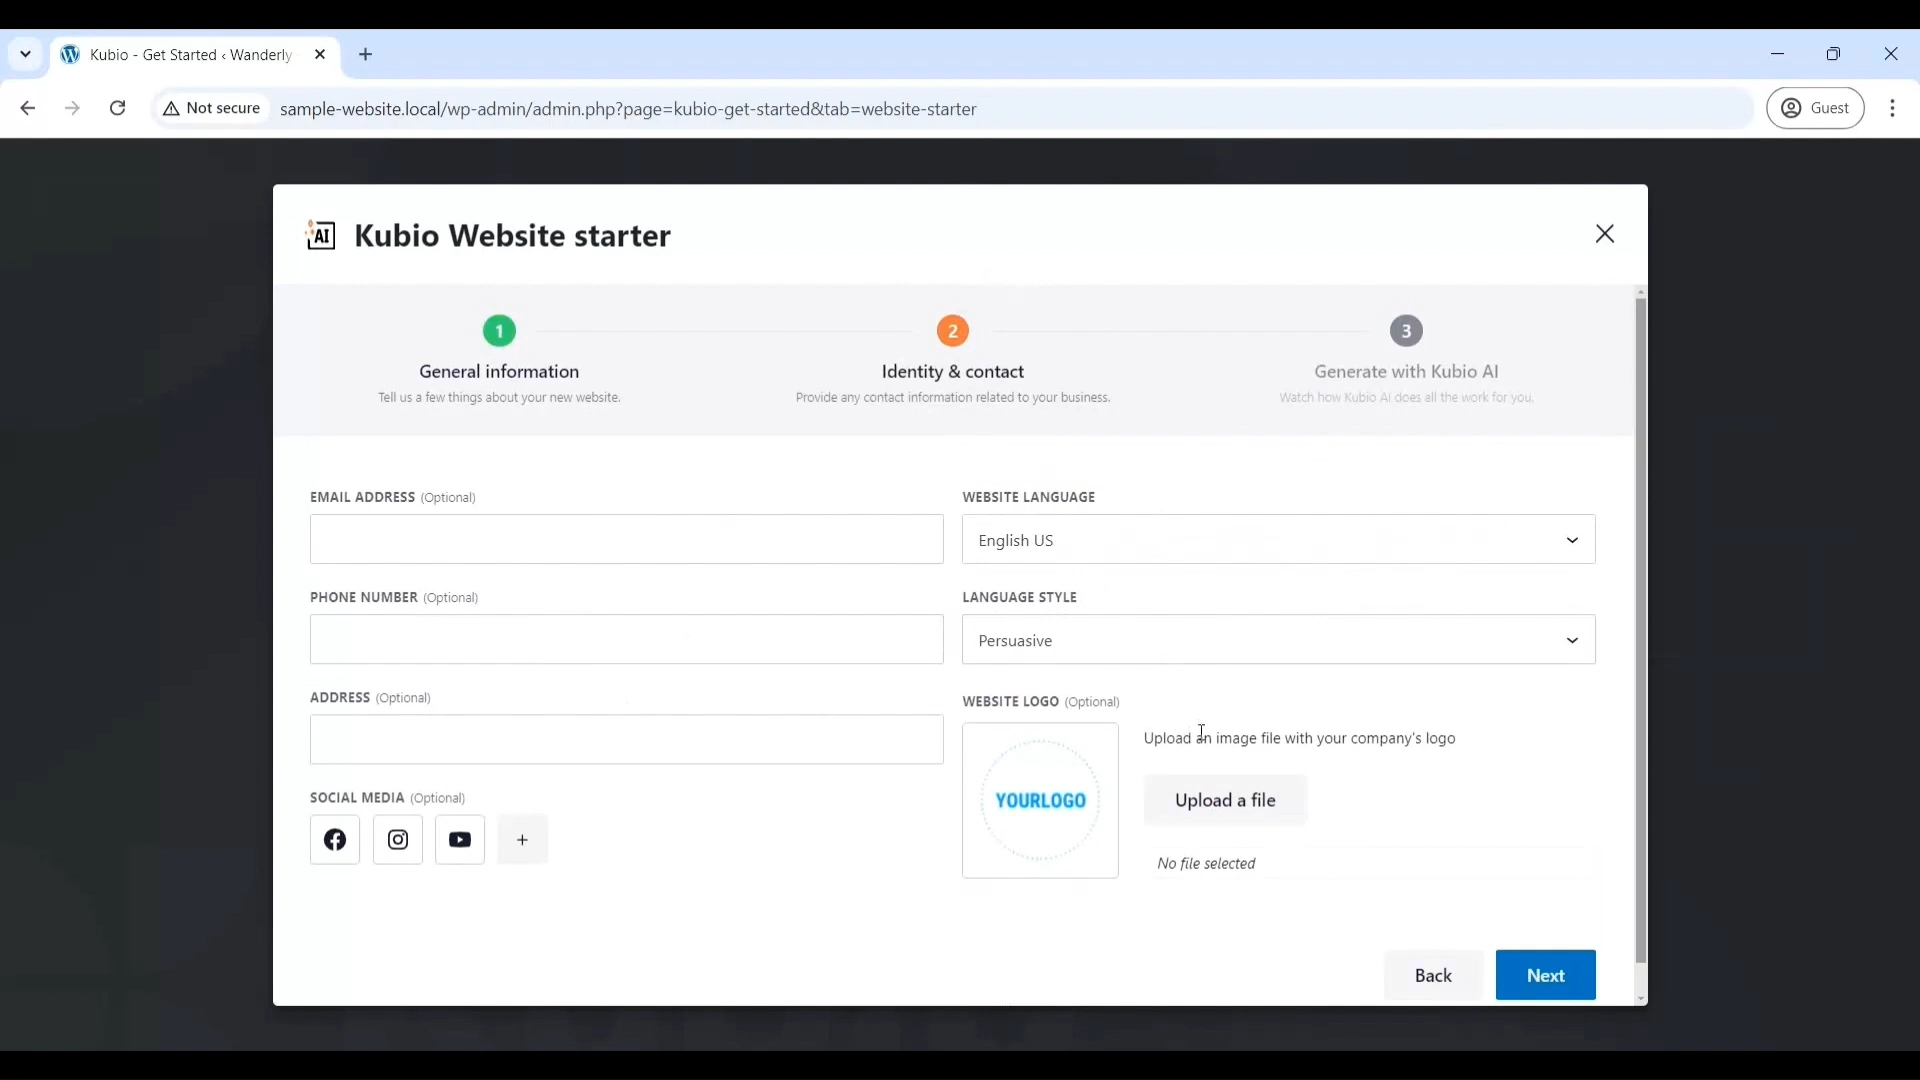 Kubio - Get Started ‹ Wanderly
Not secure
sample-website.local/wp-admin/admin.php?page=kubio-get-started&tab=website-starter
Guest
AI
Kubio Website starter
1
2
3
General information
Identity & contact
Generate with Kubio AI
Tell us a few things about your new website.
Provide any contact information related to your business.
Watch how Kubio AI does all the work for you.
EMAIL ADDRESS (Optional)
WEBSITE LANGUAGE
English US
PHONE NUMBER (Optional)
LANGUAGE STYLE
Persuasive
ADDRESS (Optional)
WEBSITE LOGO (Optional)
Upload an image file with your company's logo
YOURLOGO
Upload a file
No file selected
SOCIAL MEDIA (Optional)
+
Back
Next